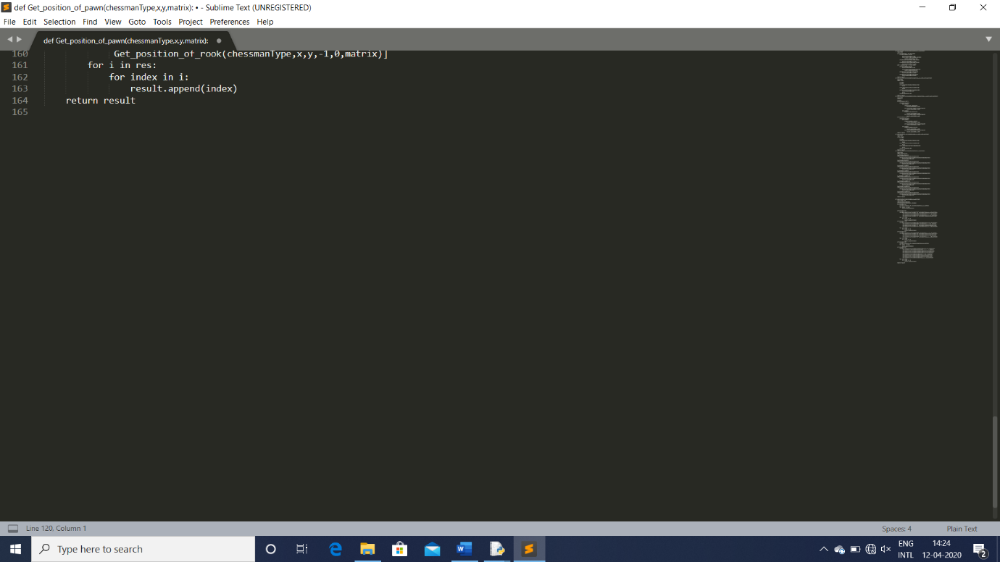 def Get_position_of_pawn(chessmanType,x,y,matrix): • - Sublime Text (UNREGISTERED)
File Edit Selection Find View Goto Tools Project Preferences Help
def Get_position_of_pawn(chessmanType,x,y,matrix):
160 Get_position_of_rook(chessmanType,x,y,-1,0,matrix)]
161 for i in res:
162 for index in i:
163 result.append(index)
164 return result
165
Line 120, Column 1 Spaces: 4 Plain Text
Type here to search
ENG 14:24
INTL 12-04-2020 2